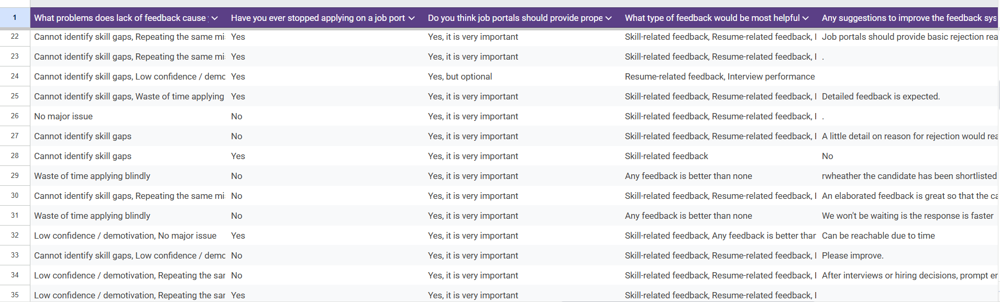 1 What problems does lack of feedback cause Have you ever stopped applying on a job port Do you think job portals should provide prope What type of feedback would be most helpful Any suggestions to improve the feedback sys
22 Cannot identify skill gaps, Repeating the same mi Yes Yes, it is very important Skill-related feedback, Resume-related feedback, I Job portals should provide basic rejection rea
23 Cannot identify skill gaps, Repeating the same mi Yes Yes, it is very important Skill-related feedback, Resume-related feedback, I .
24 Cannot identify skill gaps, Low confidence / demo Yes Yes, but optional Resume-related feedback, Interview performance
25 Cannot identify skill gaps, Waste of time applying Yes Yes, it is very important Skill-related feedback, Resume-related feedback, I Detailed feedback is expected.
26 No major issue No Yes, it is very important Skill-related feedback, Resume-related feedback, I .
27 Cannot identify skill gaps No Yes, it is very important Skill-related feedback, Resume-related feedback, I A little detail on reason for rejection would rea
28 Cannot identify skill gaps Yes Yes, it is very important Skill-related feedback No
29 Waste of time applying blindly No Yes, it is very important Any feedback is better than none rwheather the candidate has been shortlisted
30 Cannot identify skill gaps, Repeating the same mi No Yes, it is very important Skill-related feedback, Resume-related feedback, I An elaborated feedback is great so that the ca
31 Waste of time applying blindly No Yes, it is very important Any feedback is better than none We won't be waiting is the response is faster
32 Low confidence / demotivation, No major issue Yes Yes, it is very important Skill-related feedback, Any feedback is better than Can be reachable due to time
33 Cannot identify skill gaps, Low confidence / demo No Yes, it is very important Skill-related feedback, Resume-related feedback, I Please improve.
34 Low confidence / demotivation, Repeating the sar No Yes, it is very important Skill-related feedback, Resume-related feedback, I After interviews or hiring decisions, prompt en
35 Low confidence / demotivation, Repeating the sar Yes Yes, it is very important Skill-related feedback, Resume-related feedback, I